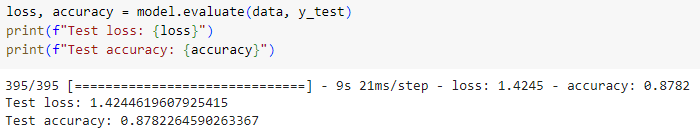 loss, accuracy = model.evaluate(data, y_test)
print(f"Test loss: {loss}")
print(f"Test accuracy: {accuracy}")
395/395 [==============================] - 9s 21ms/step - loss: 1.4245 - accuracy: 0.8782
Test loss: 1.4244619607925415
Test accuracy: 0.8782264590263367